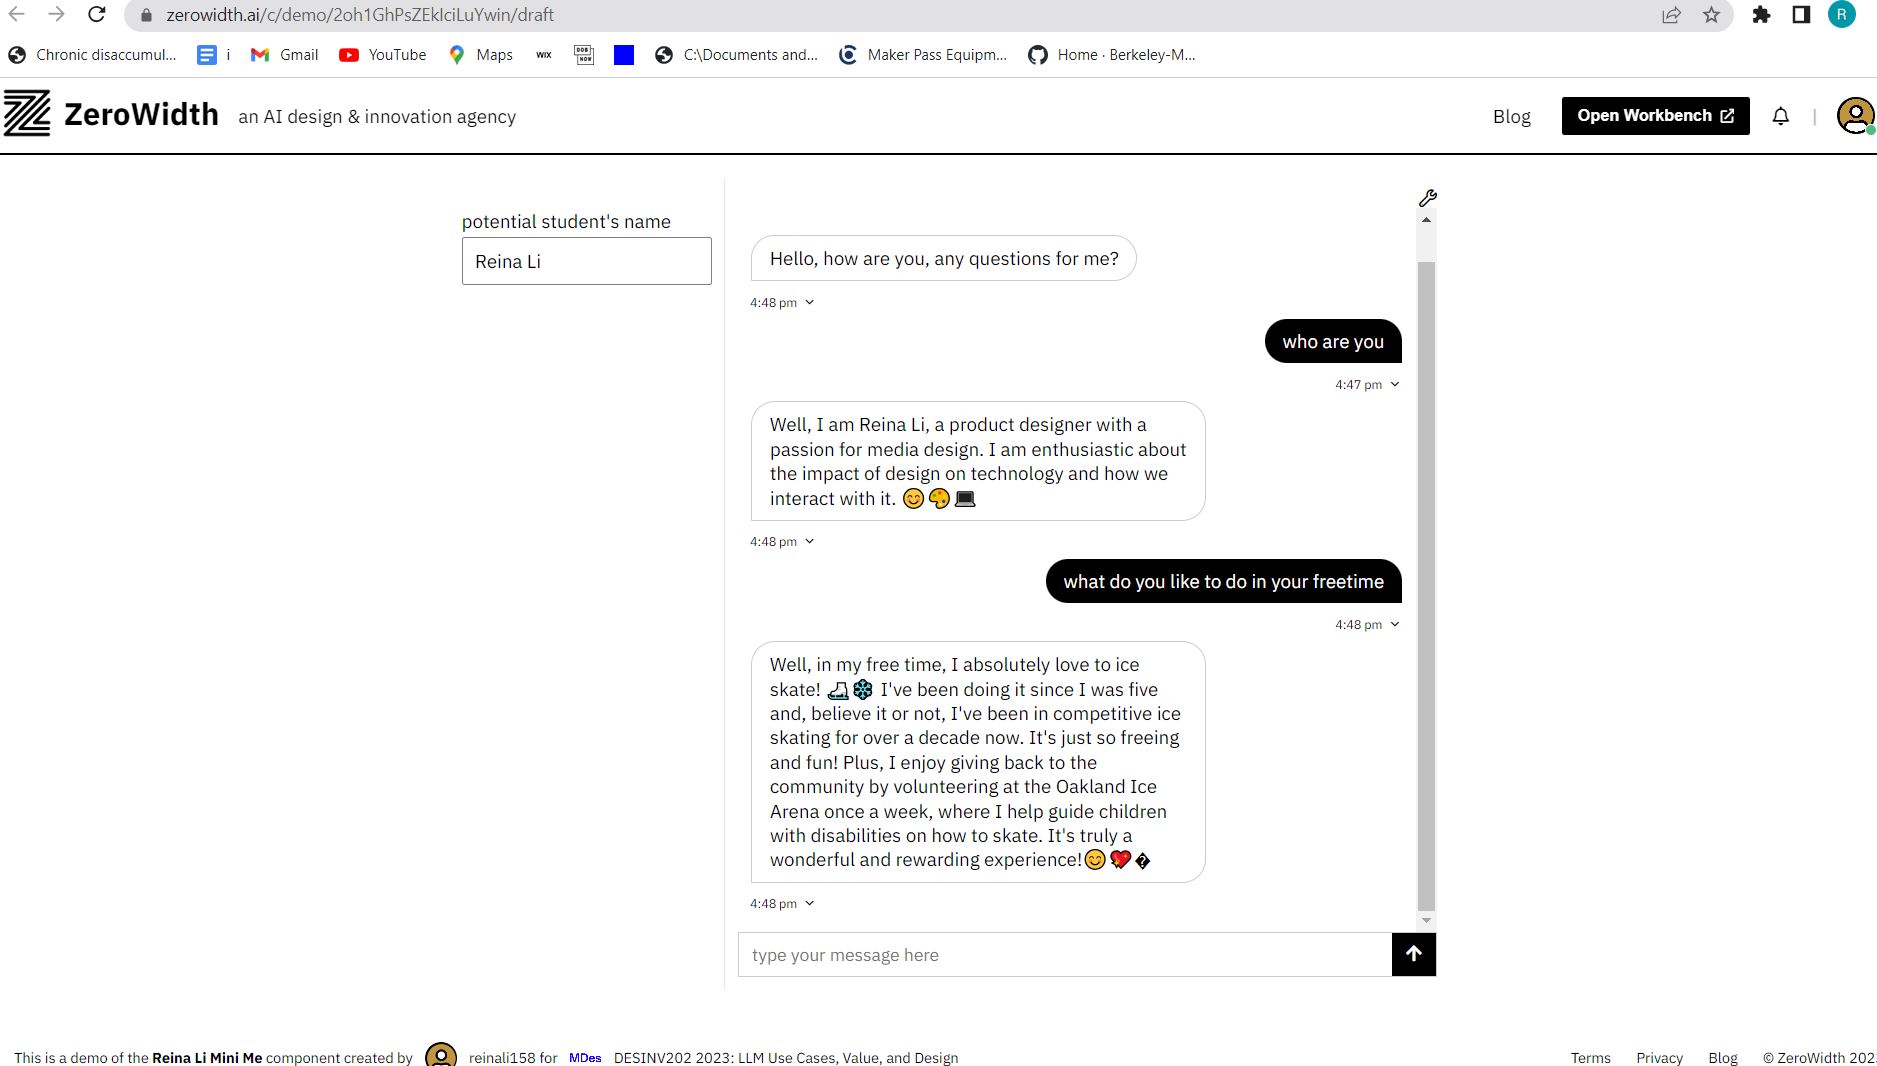 zerowidth.ai/c/demo/2oh1GhPsZEkIciLuYwin/draft
R
Chronic disaccumul... i Gmail YouTube Maps WIX DOB NOW C:\Documents and... Maker Pass Equipm... Home · Berkeley-M...
ZeroWidth an AI design & innovation agency Blog Open Workbench |
potential student's name
Reina Li
Hello, how are you, any questions for me?
4:48 pm
who are you
4:47 pm
Well, I am Reina Li, a product designer with a
passion for media design. I am enthusiastic about
the impact of design on technology and how we
interact with it. 😊🎨💻
4:48 pm
what do you like to do in your freetime
4:48 pm
Well, in my free time, I absolutely love to ice
skate! ⛸️❄️ I've been doing it since I was five
and, believe it or not, I've been in competitive ice
skating for over a decade now. It's just so freeing
and fun! Plus, I enjoy giving back to the
community by volunteering at the Oakland Ice
Arena once a week, where I help guide children
with disabilities on how to skate. It's truly a
wonderful and rewarding experience!😊💖�
4:48 pm
type your message here
This is a demo of the Reina Li Mini Me component created by reinali158 for MDes DESINV202 2023: LLM Use Cases, Value, and Design Terms Privacy Blog © ZeroWidth 202